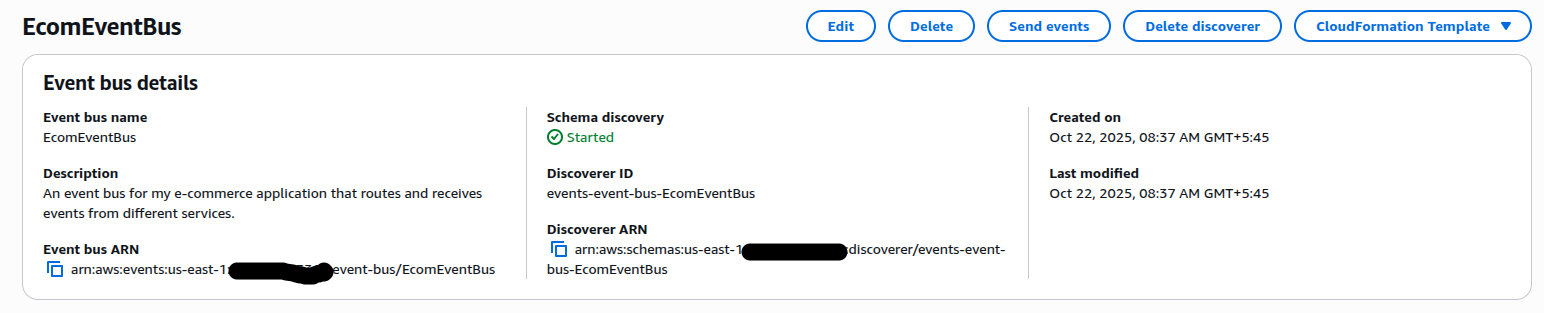 EcomEventBus
Edit
Delete
Send events
Delete discoverer
CloudFormation Template
Event bus details
Event bus name
EcomEventBus
Description
An event bus for my e-commerce application that routes and receives
events from different services.
Event bus ARN
arn:aws:events:us-east-1: event-bus/EcomEventBus
Schema discovery
Started
Discoverer ID
events-event-bus-EcomEventBus
Discoverer ARN
arn:aws:schemas:us-east-1 :discoverer/events-event-
bus-EcomEventBus
Created on
Oct 22, 2025, 08:37 AM GMT+5:45
Last modified
Oct 22, 2025, 08:37 AM GMT+5:45